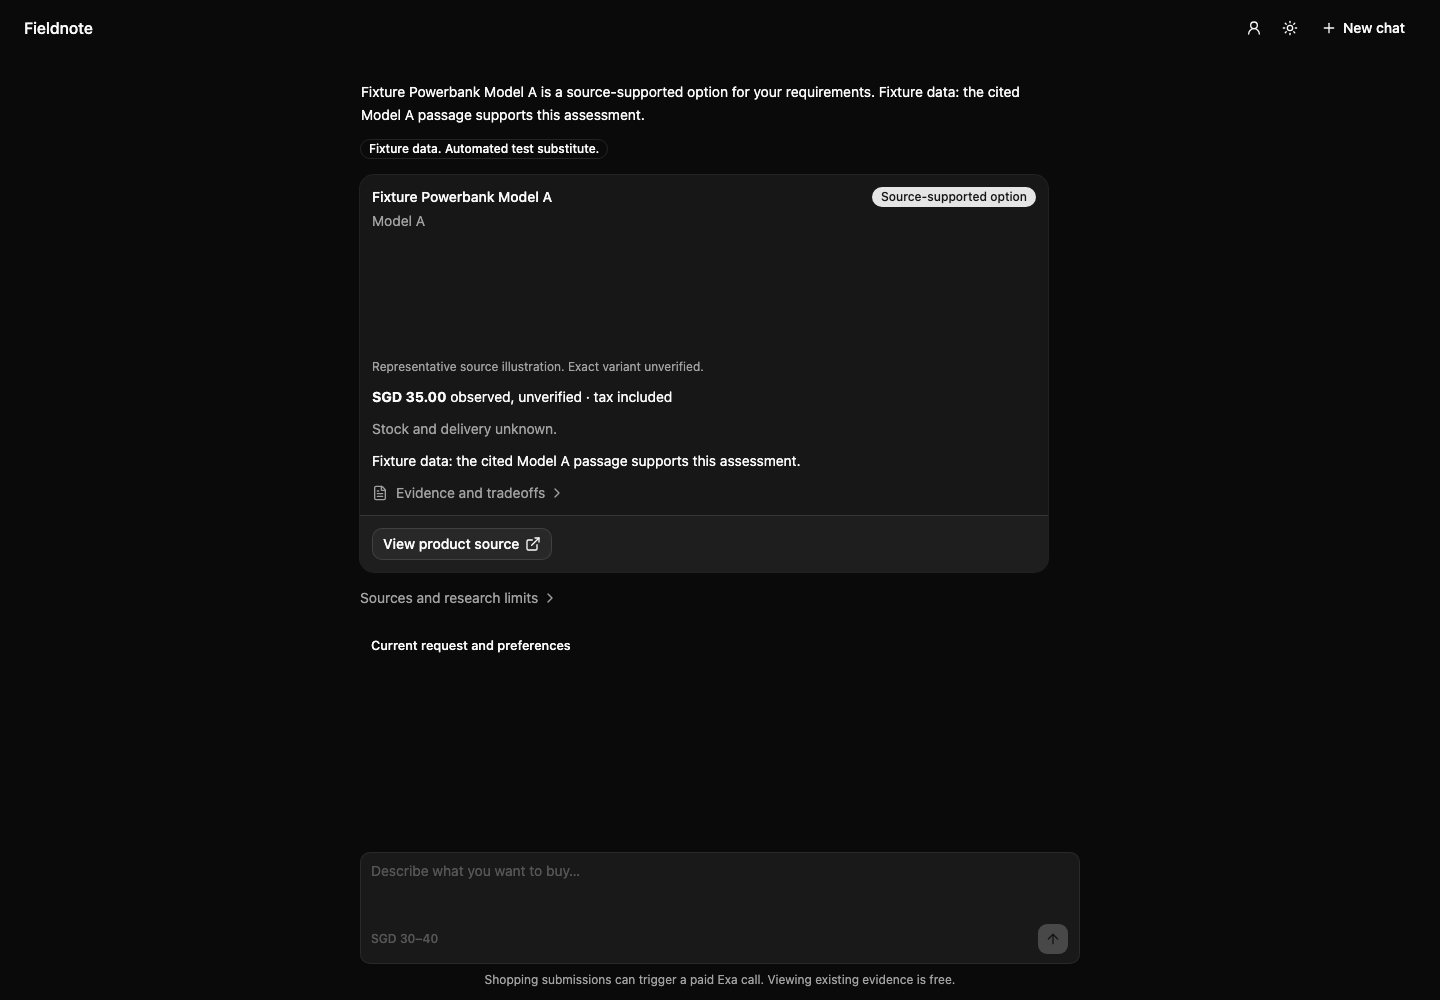 Fieldnote
New chat
Fixture Powerbank Model A is a source-supported option for your requirements. Fixture data: the cited
Model A passage supports this assessment.
Fixture data. Automated test substitute.
Fixture Powerbank Model A
Source-supported option
Model A
Representative source illustration. Exact variant unverified.
SGD 35.00 observed, unverified · tax included
Stock and delivery unknown.
Fixture data: the cited Model A passage supports this assessment.
Evidence and tradeoffs
View product source
Sources and research limits
Current request and preferences
Describe what you want to buy...
SGD 30–40
Shopping submissions can trigger a paid Exa call. Viewing existing evidence is free.